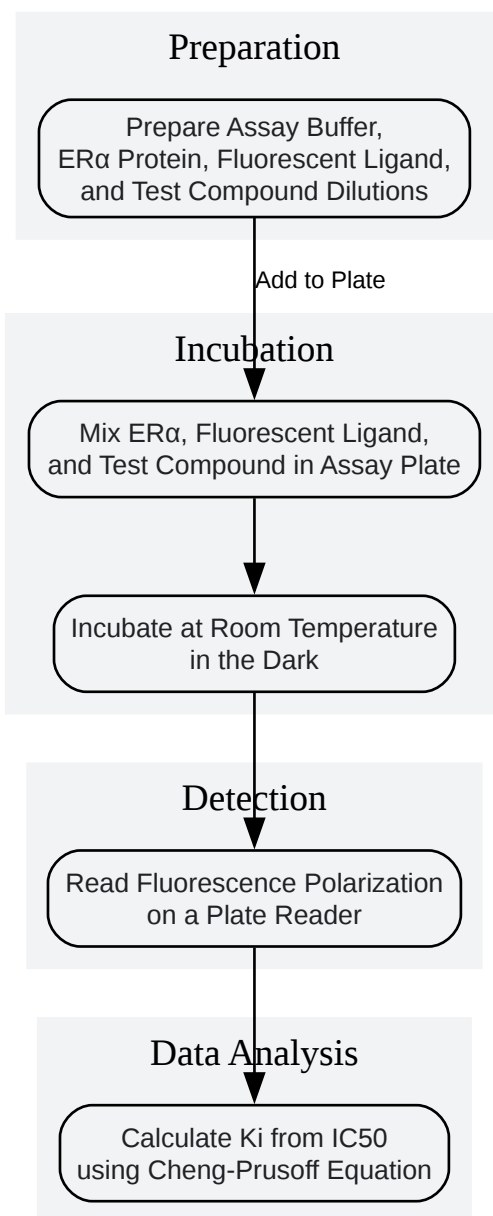 Preparation
Prepare Assay Buffer,
ERα Protein, Fluorescent Ligand,
and Test Compound Dilutions
Add to Plate
Incubation
Mix ERα, Fluorescent Ligand,
and Test Compound in Assay Plate
Incubate at Room Temperature
in the Dark
Detection
Read Fluorescence Polarization
on a Plate Reader
Data Analysis
Calculate Ki from IC50
using Cheng-Prusoff Equation